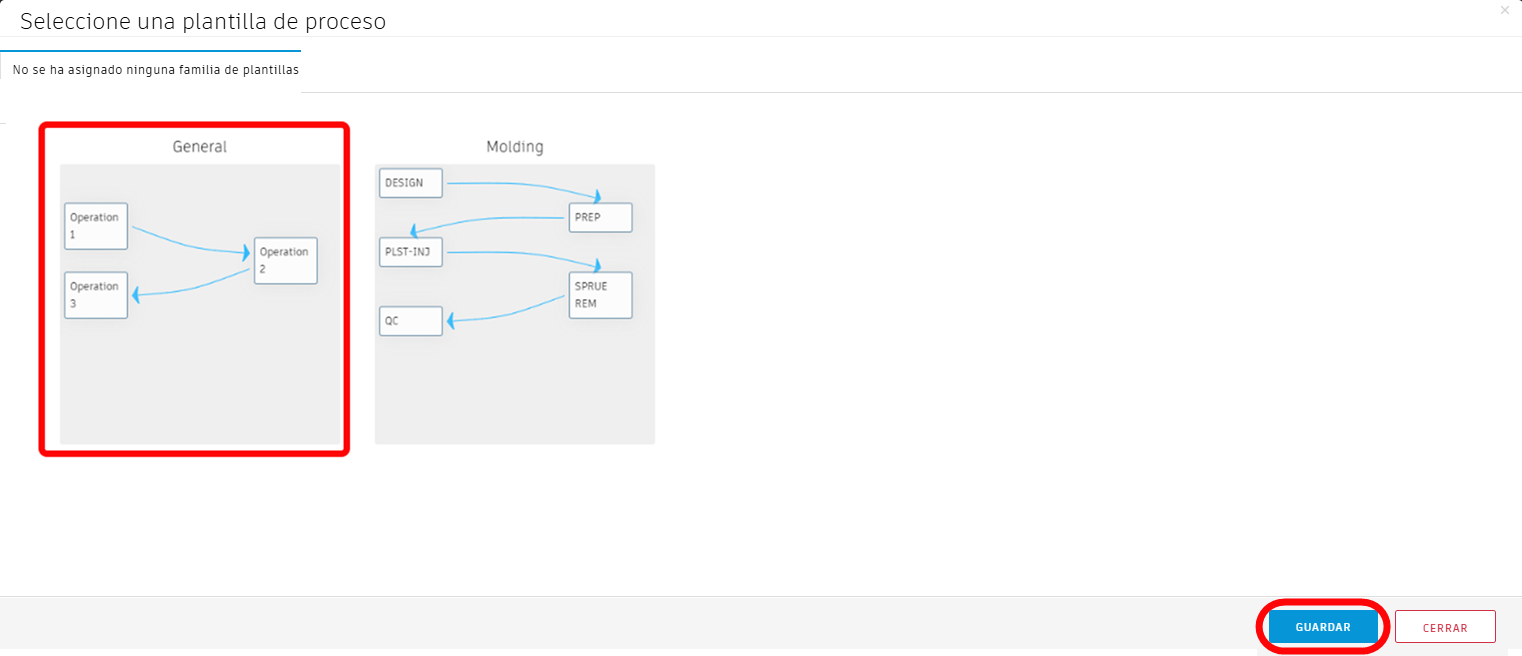 Seleccione una plantilla de proceso
×
No se ha asignado ninguna familia de plantillas
General
Operation
1
Operation
2
Operation
3
Molding
DESIGN
PREP
PLST-INJ
SPRUE
REM
QC
GUARDAR
CERRAR